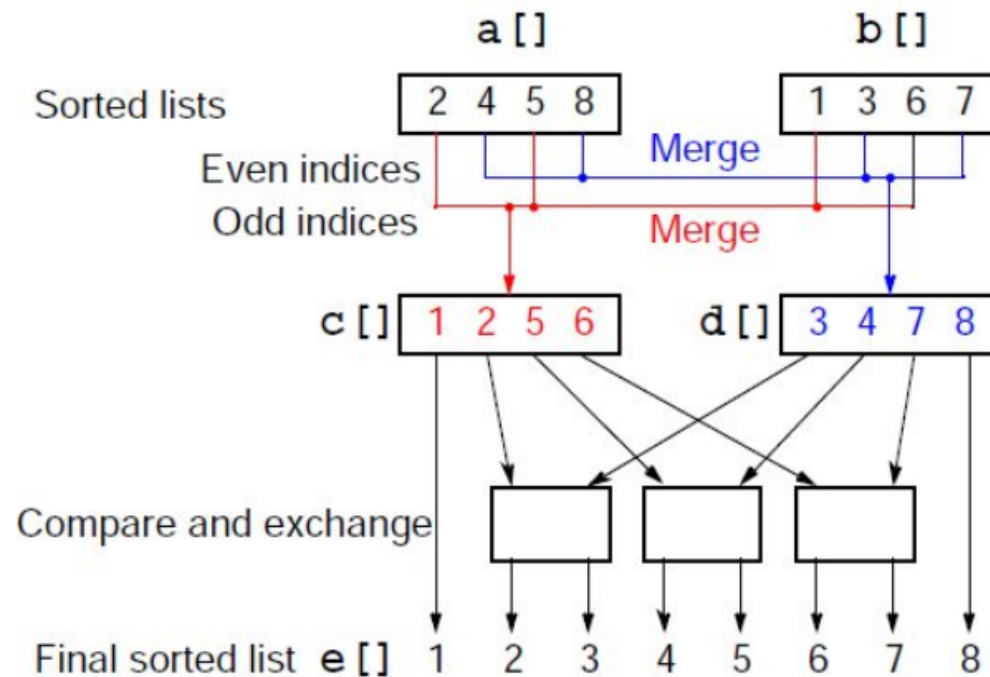 a[] b[]
Sorted lists 2 4 5 8 1 3 6 7
Even indices Merge
Odd indices Merge
c[] 1 2 5 6 d[] 3 4 7 8
Compare and exchange
Final sorted list e[] 1 2 3 4 5 6 7 8